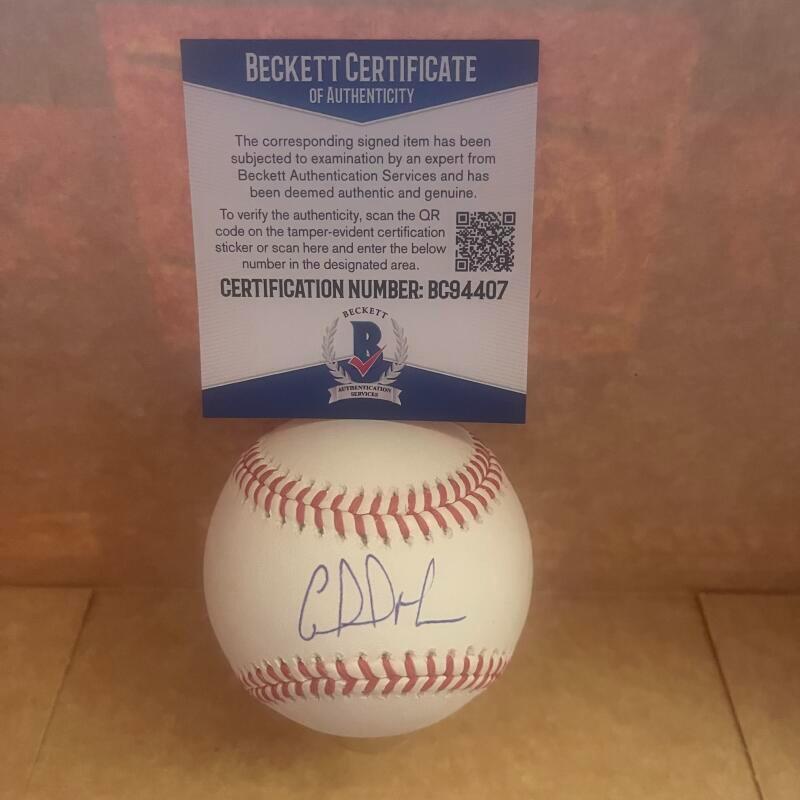 BECKETT CERTIFICATE
OF AUTHENTICITY
The corresponding signed item has been
subjected to examination by an expert from
Beckett Authentication Services and has
been deemed authentic and genuine.
To verify the authenticity, scan the QR
code on the tamper-evident certification
sticker or scan here and enter the below
number in the designated area.
CERTIFICATION NUMBER: BC94407
BECKETT
B
AUTHENTICATION
SERVICES